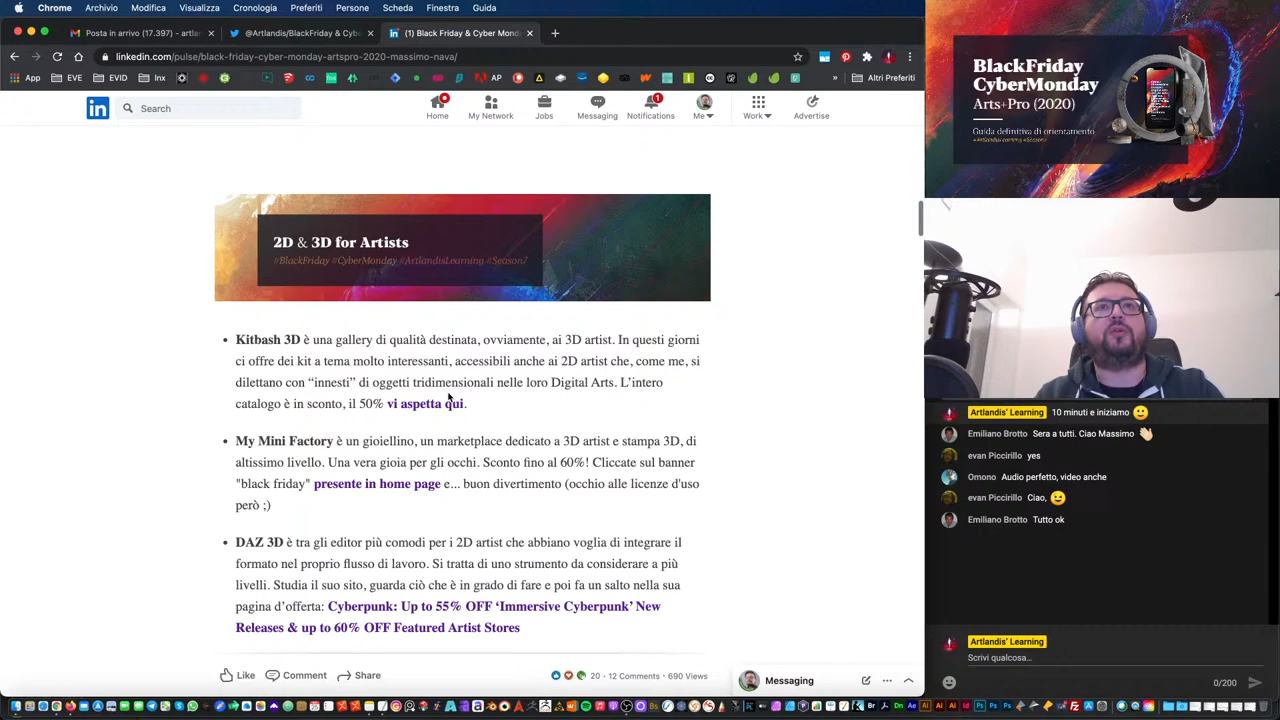 Chrome Archivio Modifica Visualizza Cronologia Preferiti Persone Scheda Finestra Guida
Posta in arrivo (17.397) - artlan
@Artlandis/BlackFriday & Cybe
(1) Black Friday & Cyber Monda
linkedin.com/pulse/black-friday-cyber-monday-artspro-2020-massimo-nava/
App EVE EVID Inx AP » Altri Preferiti
in Search
Home
My Network
Jobs
Messaging
1
Notifications
Me
Work
Advertise
2D & 3D for Artists
#BlackFriday #CyberMonday #ArtlandisLearning #Season7
• Kitbash 3D è una gallery di qualità destinata, ovviamente, ai 3D artist. In questi giorni
ci offre dei kit a tema molto interessanti, accessibili anche ai 2D artist che, come me, si
dilettano con “innesti” di oggetti tridimensionali nelle loro Digital Arts. L’intero
catalogo è in sconto, il 50% vi aspetta qui.
• My Mini Factory è un gioiellino, un marketplace dedicato a 3D artist e stampa 3D, di
altissimo livello. Una vera gioia per gli occhi. Sconto fino al 60%! Cliccate sul banner
"black friday" presente in home page e... buon divertimento (occhio alle licenze d'uso
però ;)
• DAZ 3D è tra gli editor più comodi per i 2D artist che abbiano voglia di integrare il
formato nel proprio flusso di lavoro. Si tratta di uno strumento da considerare a più
livelli. Studia il suo sito, guarda ciò che è in grado di fare e poi fa un salto nella sua
pagina d’offerta: Cyberpunk: Up to 55% OFF ‘Immersive Cyberpunk’ New
Releases & up to 60% OFF Featured Artist Stores
Like Comment Share
20 · 12 Comments · 690 Views
Messaging
BlackFriday
CyberMonday
Arts+Pro (2020)
Guida definitiva di orientamento
Artlandis’ Learning 10 minuti e iniziamo
Emiliano Brotto Sera a tutti. Ciao Massimo
evan Piccirillo yes
Omono Audio perfetto, video anche
evan Piccirillo Ciao,
Emiliano Brotto Tutto ok
Artlandis’ Learning
Scrivi qualcosa...
0/200